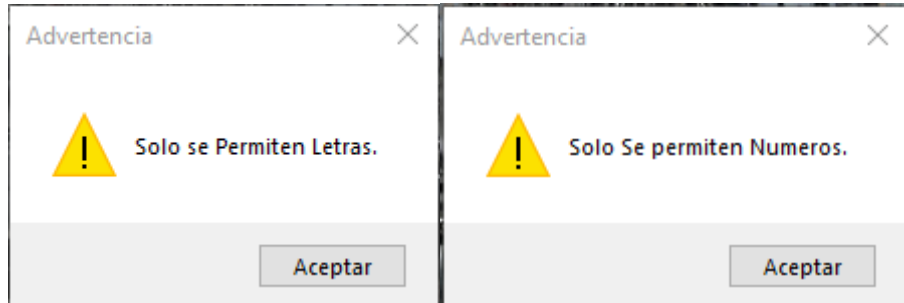 Advertencia
Solo se Permiten Letras.
Aceptar
Advertencia
Solo Se permiten Numeros.
Aceptar